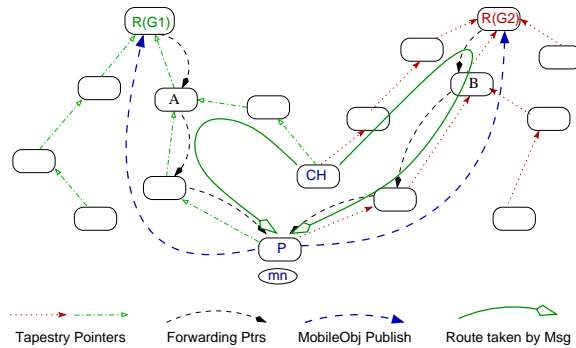 R(G1)
R(G2)
A
B
CH
P
mn
Tapestry Pointers
Forwarding Ptrs
MobileObj Publish
Route taken by Msg